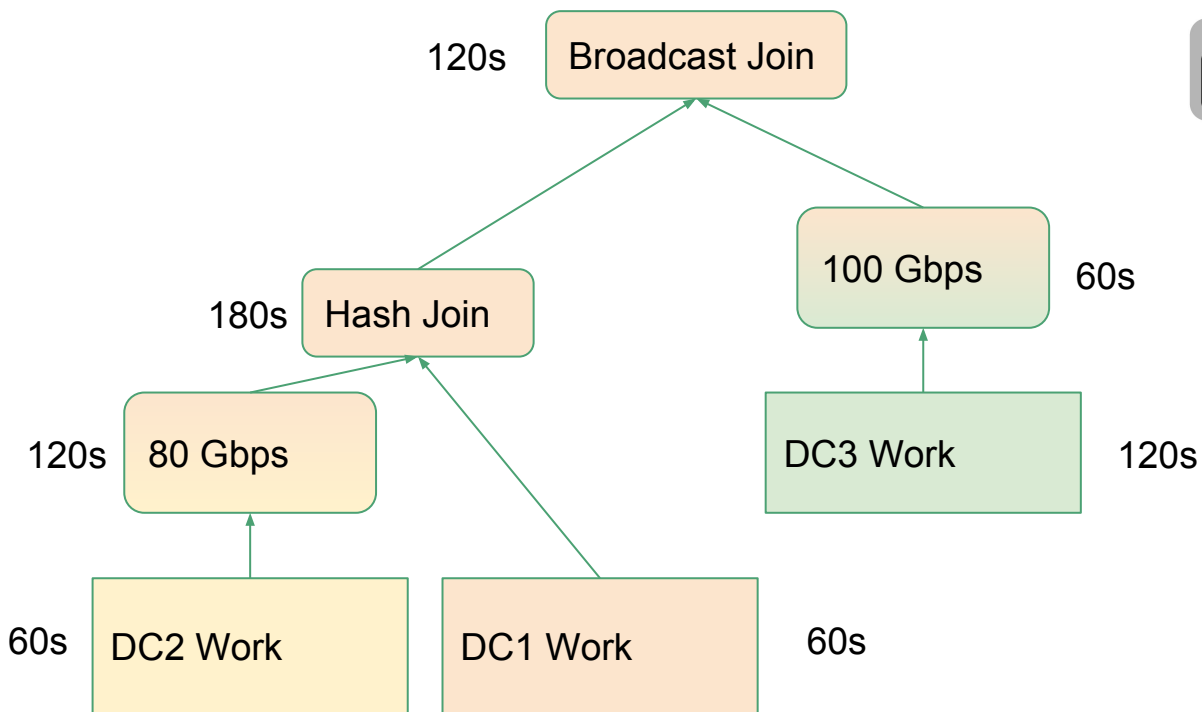 120s
Broadcast Join
100 Gbps
60s
180s
Hash Join
120s
80 Gbps
DC3 Work
120s
60s
DC2 Work
DC1 Work
60s